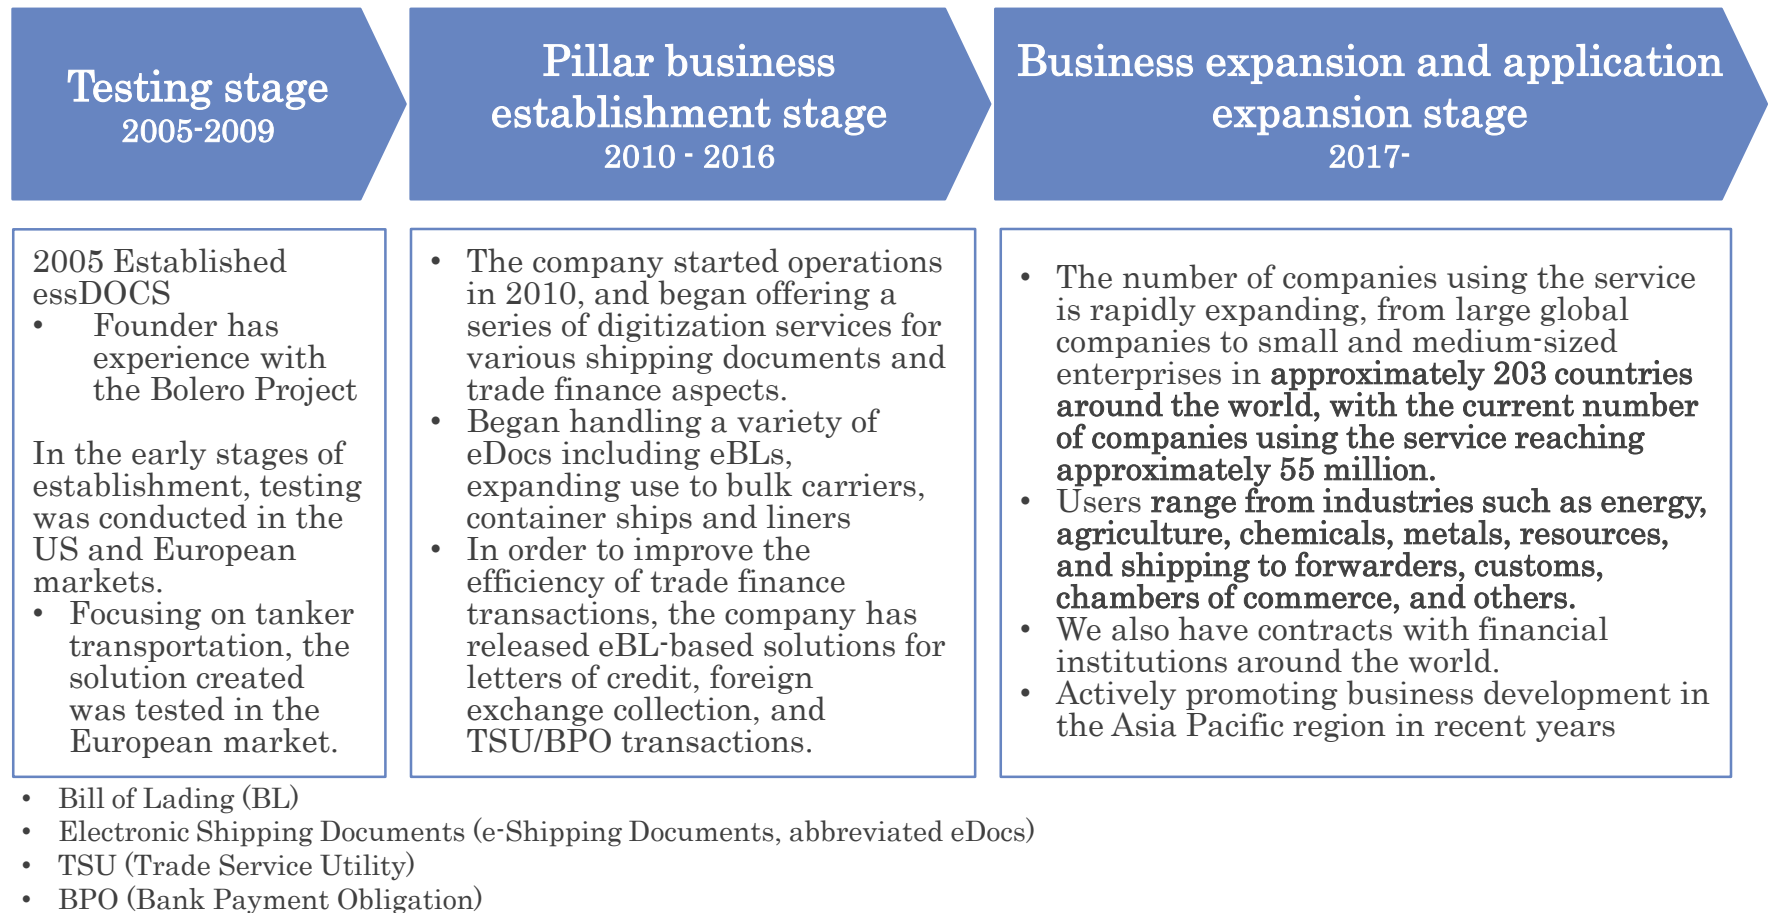 Testing stage
2005-2009
Pillar business
establishment stage
2010 - 2016
Business expansion and application
expansion stage
2017-
2005 Established
essDOCS
• Founder has
experience with
the Bolero Project
In the early stages of
establishment, testing
was conducted in the
US and European
markets.
• Focusing on tanker
transportation, the
solution created
was tested in the
European market.
• The company started operations
in 2010, and began offering a
series of digitization services for
various shipping documents and
trade finance aspects.
• Began handling a variety of
eDocs including eBLs,
expanding use to bulk carriers,
container ships and liners
• In order to improve the
efficiency of trade finance
transactions, the company has
released eBL-based solutions for
letters of credit, foreign
exchange collection, and
TSU/BPO transactions.
• The number of companies using the service
is rapidly expanding, from large global
companies to small and medium-sized
enterprises in approximately 203 countries
around the world, with the current number
of companies using the service reaching
approximately 55 million.
• Users range from industries such as energy,
agriculture, chemicals, metals, resources,
and shipping to forwarders, customs,
chambers of commerce, and others.
• We also have contracts with financial
institutions around the world.
• Actively promoting business development in
the Asia Pacific region in recent years
• Bill of Lading (BL)
• Electronic Shipping Documents (e-Shipping Documents, abbreviated eDocs)
• TSU (Trade Service Utility)
• BPO (Bank Payment Obligation)